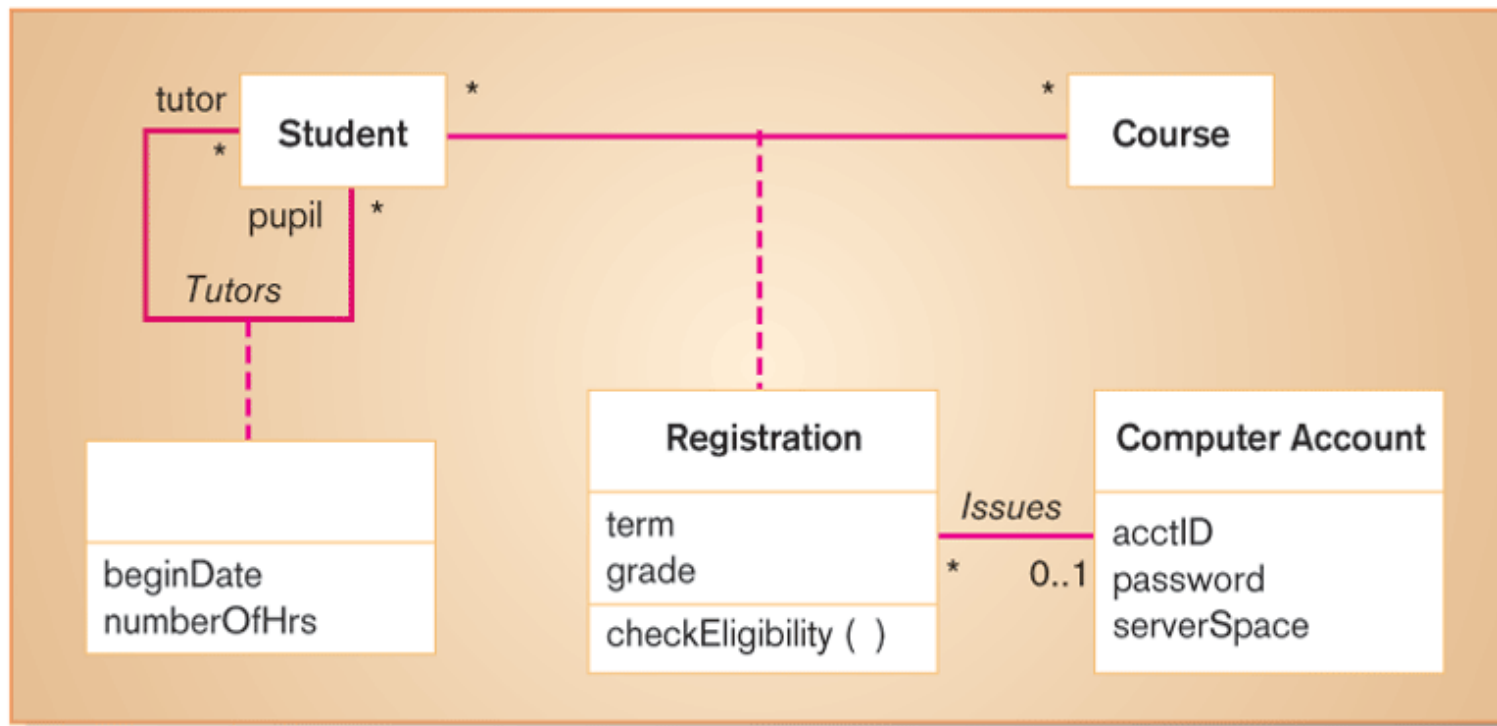 tutor
*
Student
*
*
Course
pupil
*
Tutors
beginDate
numberOfHrs
Registration
term
grade
checkEligibility ( )
Issues
*
0..1
Computer Account
acctID
password
serverSpace